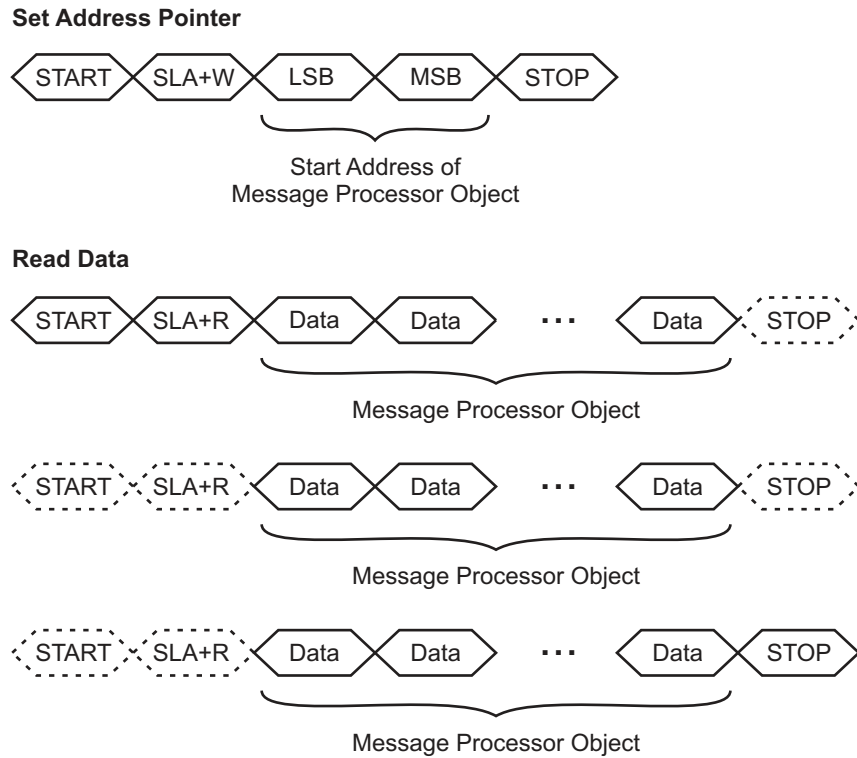 Set Address Pointer
START SLA+W LSB MSB STOP
Start Address of
Message Processor Object
Read Data
START SLA+R Data Data ... Data STOP
Message Processor Object
START SLA+R Data Data ... Data STOP
Message Processor Object
START SLA+R Data Data ... Data STOP
Message Processor Object